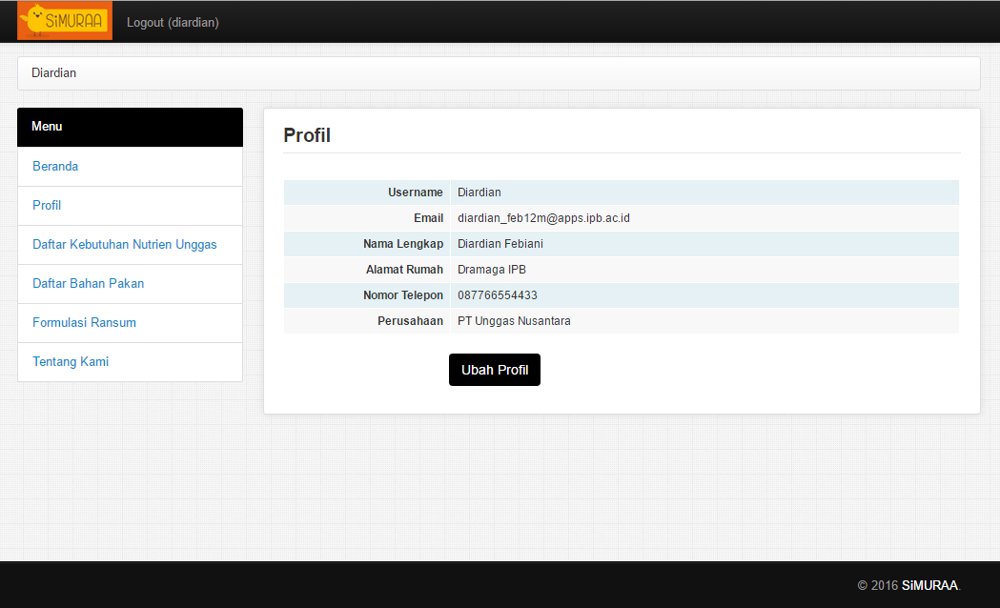 SiMURAA Logout (diardian)
Diardian
Menu
Beranda
Profil
Daftar Kebutuhan Nutrien Unggas
Daftar Bahan Pakan
Formulasi Ransum
Tentang Kami
Profil
Username Diardian
Email diardian_feb12m@apps.ipb.ac.id
Nama Lengkap Diardian Febiani
Alamat Rumah Dramaga IPB
Nomor Telepon 087766554433
Perusahaan PT Unggas Nusantara
Ubah Profil
© 2016 SiMURAA.